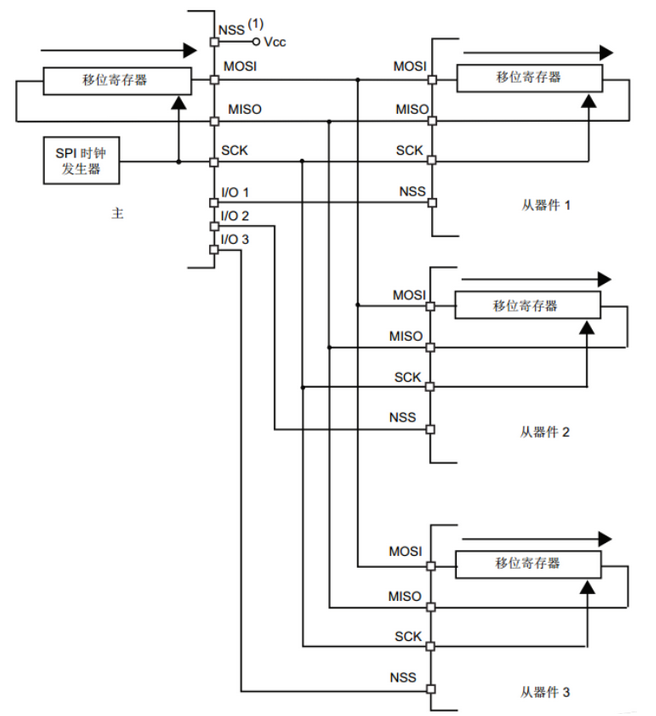 NSS (1)
Vcc
移位寄存器
MOSI
MISO
SPI 时钟
发生器
SCK
主
I/O 1
I/O 2
I/O 3
MOSI
移位寄存器
MISO
SCK
NSS
从器件 1
MOSI
移位寄存器
MISO
SCK
NSS
从器件 2
MOSI
移位寄存器
MISO
SCK
NSS
从器件 3